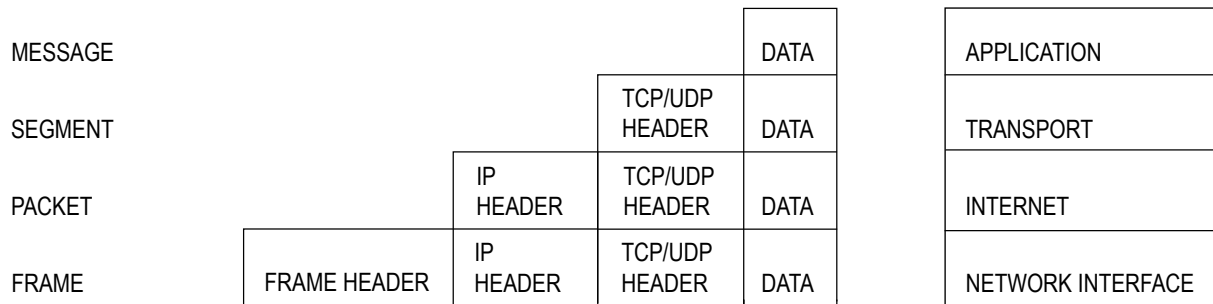 MESSAGE DATA APPLICATION
TCP/UDP
SEGMENT HEADER DATA TRANSPORT
IP TCP/UDP
PACKET HEADER HEADER DATA INTERNET
IP TCP/UDP
FRAME FRAME HEADER HEADER HEADER DATA NETWORK INTERFACE